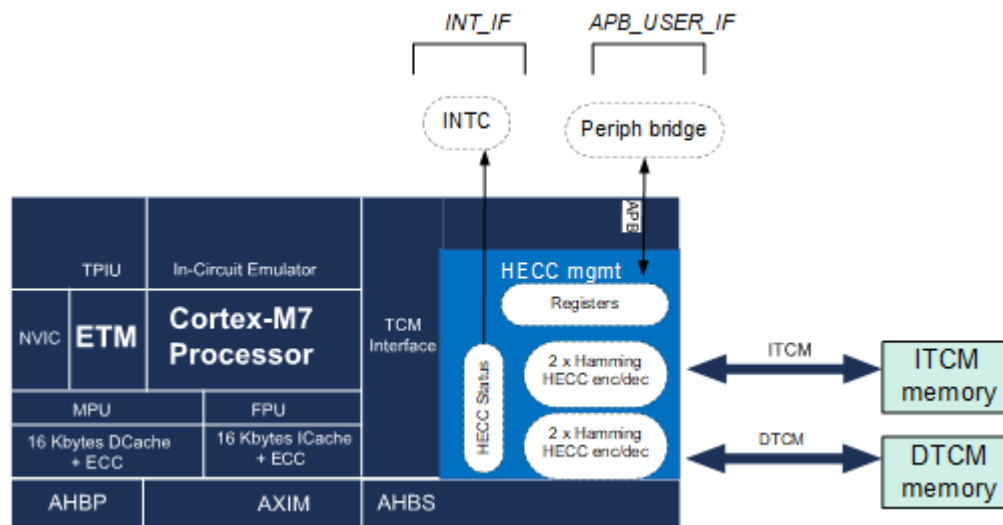 INT_IF
APB_USER_IF
INTC
Periph bridge
APB
TPIU
In-Circuit Emulator
HECC mgmt
Registers
NVIC
ETM
Cortex-M7
Processor
TCM
Interface
HECC Status
2 x Hamming
HECC enc/dec
ITCM
ITCM
memory
MPU
FPU
16 Kbytes DCache
+ ECC
16 Kbytes ICache
+ ECC
2 x Hamming
HECC enc/dec
DTCM
DTCM
memory
AHBP
AXIM
AHBS